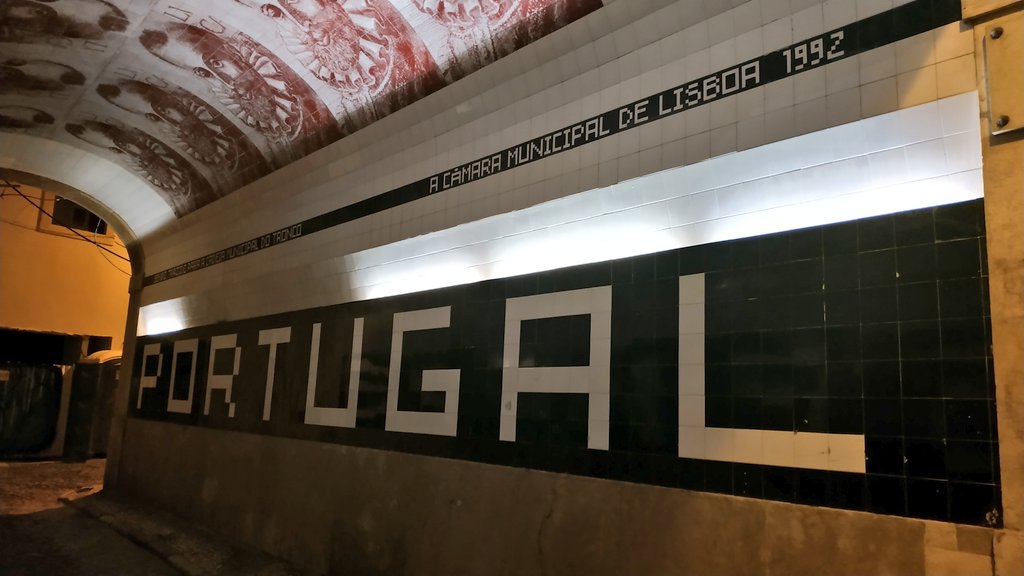 MUNICIPAL DO TRONCO A CÂMARA MUNICIPAL DE LISBOA 1992
PORTUGAL